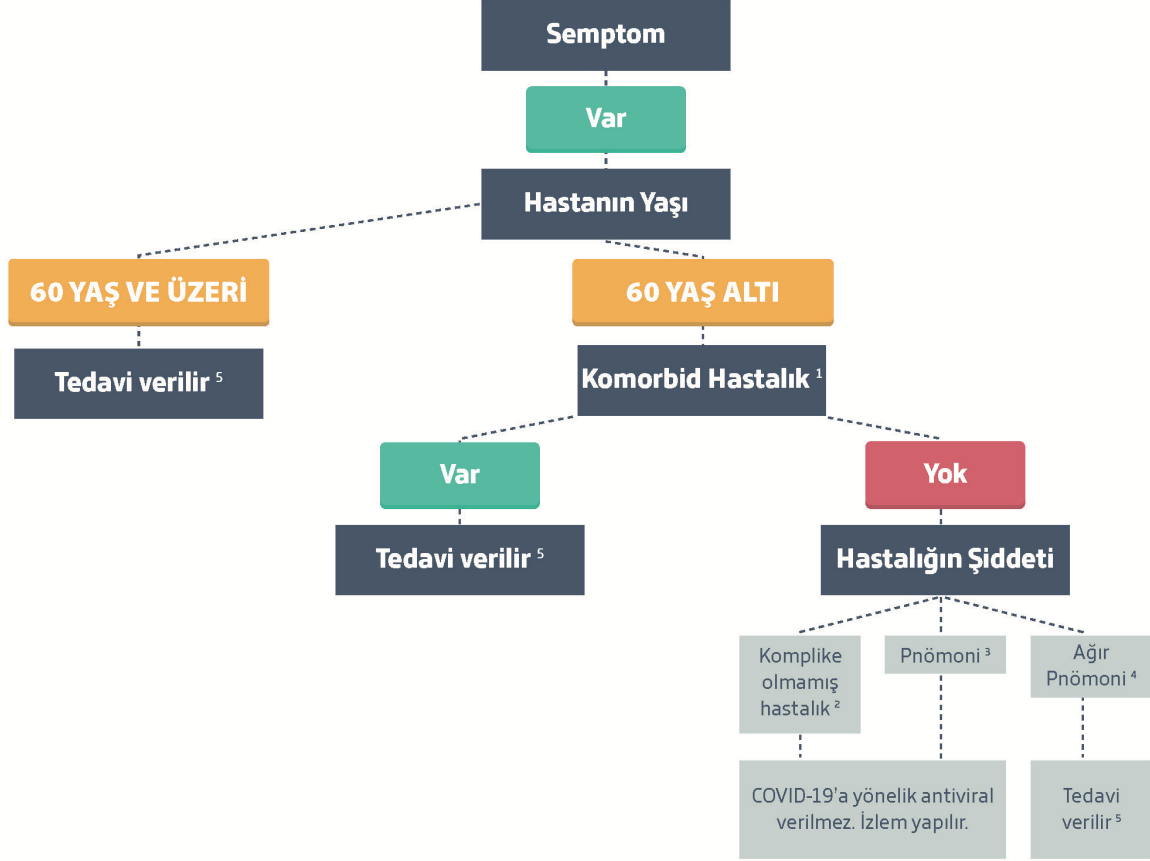 Semptom
Var
Hastanın Yaşı
60 YAŞ VE ÜZERİ
60 YAŞ ALTI
Tedavi verilir ⁵
Komorbid Hastalık ¹
Var
Yok
Tedavi verilir ⁵
Hastalığın Şiddeti
Komplike
olmamış
hastalık ²
Pnömoni ³
Ağır
Pnömoni ⁴
COVID-19'a yönelik antiviral
verilmez. İzlem yapılır.
Tedavi
verilir ⁵